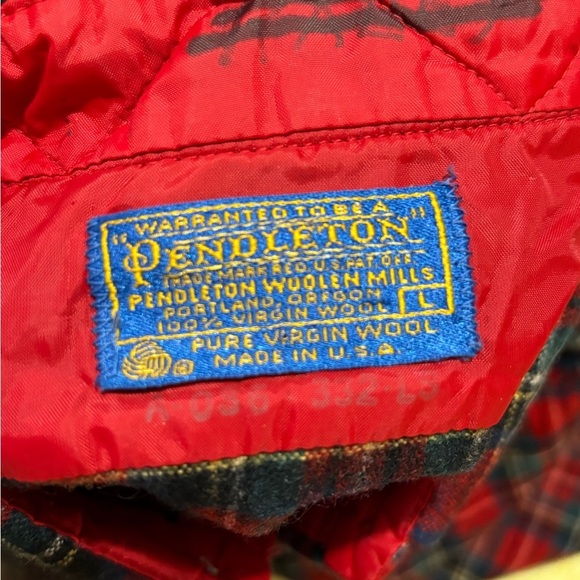 "WARRANTED TO BE A
PENDLETON"
TRADE MARK REG. U.S. PAT. OFF.
PENDLETON WOOLEN MILLS
PORTLAND, OREGON
100% VIRGIN WOOL
L
PURE VIRGIN WOOL
MADE IN U.S.A.